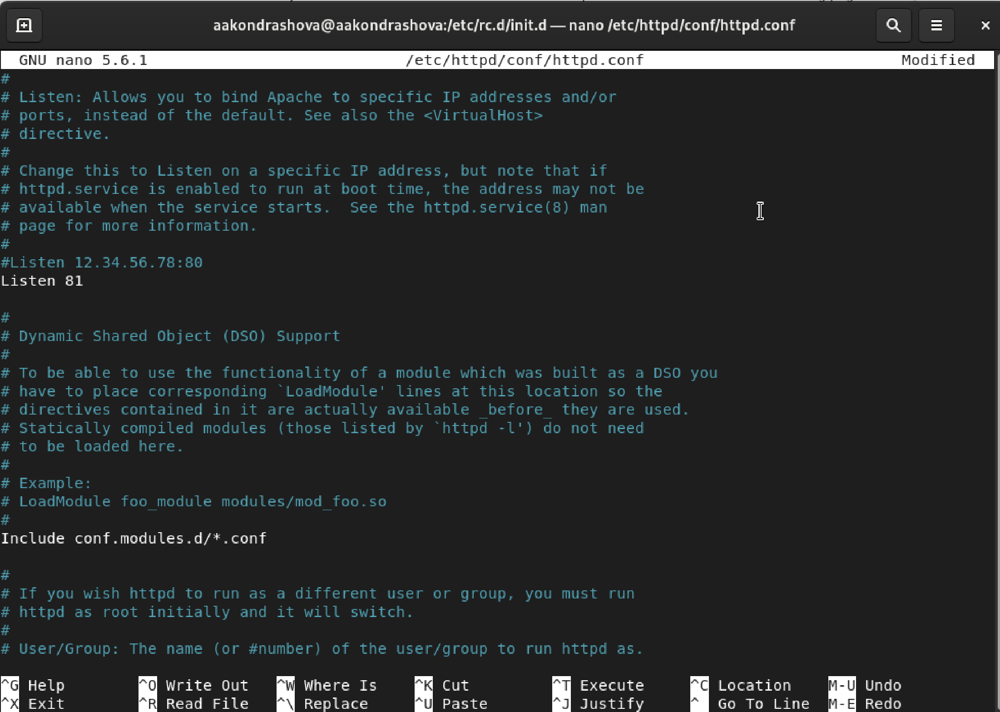 aakondrashova@aakondrashova:/etc/rc.d/init.d — nano /etc/httpd/conf/httpd.conf
GNU nano 5.6.1 /etc/httpd/conf/httpd.conf Modified
#
# Listen: Allows you to bind Apache to specific IP addresses and/or
# ports, instead of the default. See also the <VirtualHost>
# directive.
#
# Change this to Listen on a specific IP address, but note that if
# httpd.service is enabled to run at boot time, the address may not be
# available when the service starts.  See the httpd.service(8) man
# page for more information.
#
#Listen 12.34.56.78:80
Listen 81
#
# Dynamic Shared Object (DSO) Support
#
# To be able to use the functionality of a module which was built as a DSO you
# have to place corresponding `LoadModule' lines at this location so the
# directives contained in it are actually available _before_ they are used.
# Statically compiled modules (those listed by `httpd -l') do not need
# to be loaded here.
#
# Example:
# LoadModule foo_module modules/mod_foo.so
#
Include conf.modules.d/*.conf
#
# If you wish httpd to run as a different user or group, you must run
# httpd as root initially and it will switch.
#
# User/Group: The name (or #number) of the user/group to run httpd as.
^G Help ^O Write Out ^W Where Is ^K Cut ^T Execute ^C Location M-U Undo
^X Exit ^R Read File ^\ Replace ^U Paste ^J Justify ^ Go To Line M-E Redo